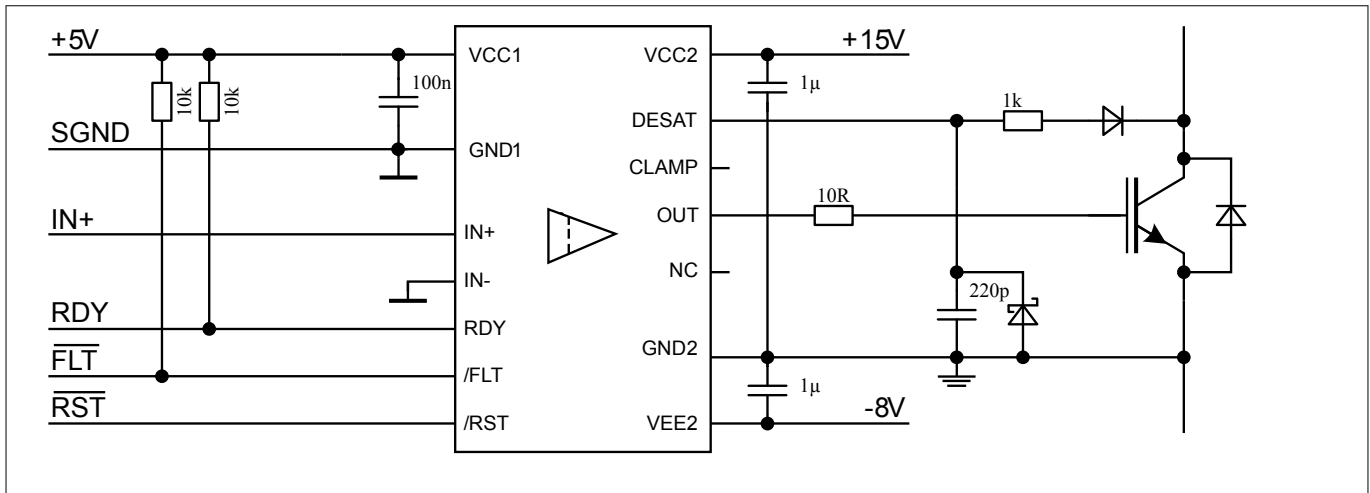 +5V
SGND
IN+
RDY
FLT
RST
10k
10k
100n
VCC1
GND1
IN+
IN-
RDY
/FLT
/RST
VCC2
DESAT
CLAMP
OUT
NC
GND2
VEE2
+15V
1µ
1k
10R
220p
1µ
-8V